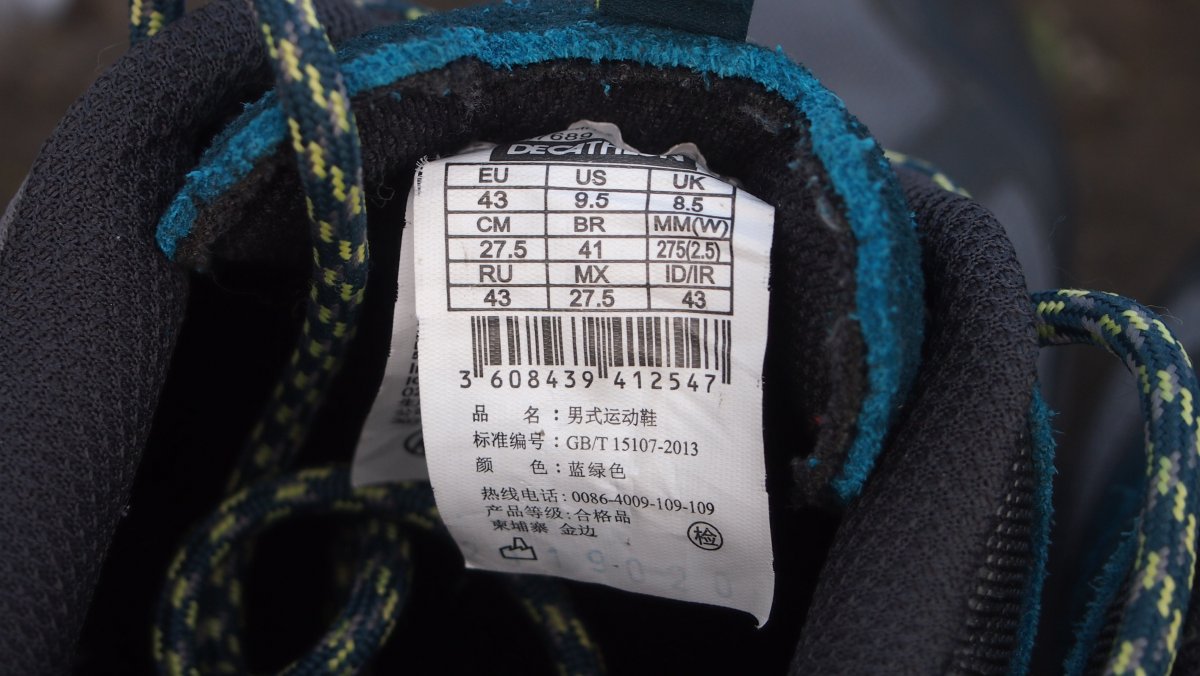 689
DECATHLON
EU US UK
43 9.5 8.5
CM BR MM(W)
27.5 41 275(2.5)
RU MX ID/IR
43 27.5 43
3 608439 412547
品 名：男式运动鞋
标准编号：GB/T 15107-2013
颜 色：蓝绿色
热线电话：0086-4009-109-109
产品等级：合格品
柬埔寨 金边 检
19-020